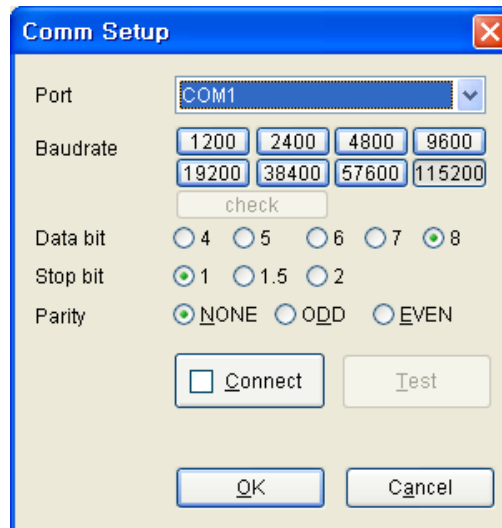 Comm Setup
Port COM1
Baudrate 1200 2400 4800 9600
19200 38400 57600 115200
check
Data bit 4 5 6 7 8
Stop bit 1 1.5 2
Parity NONE ODD EVEN
Connect Test
OK Cancel